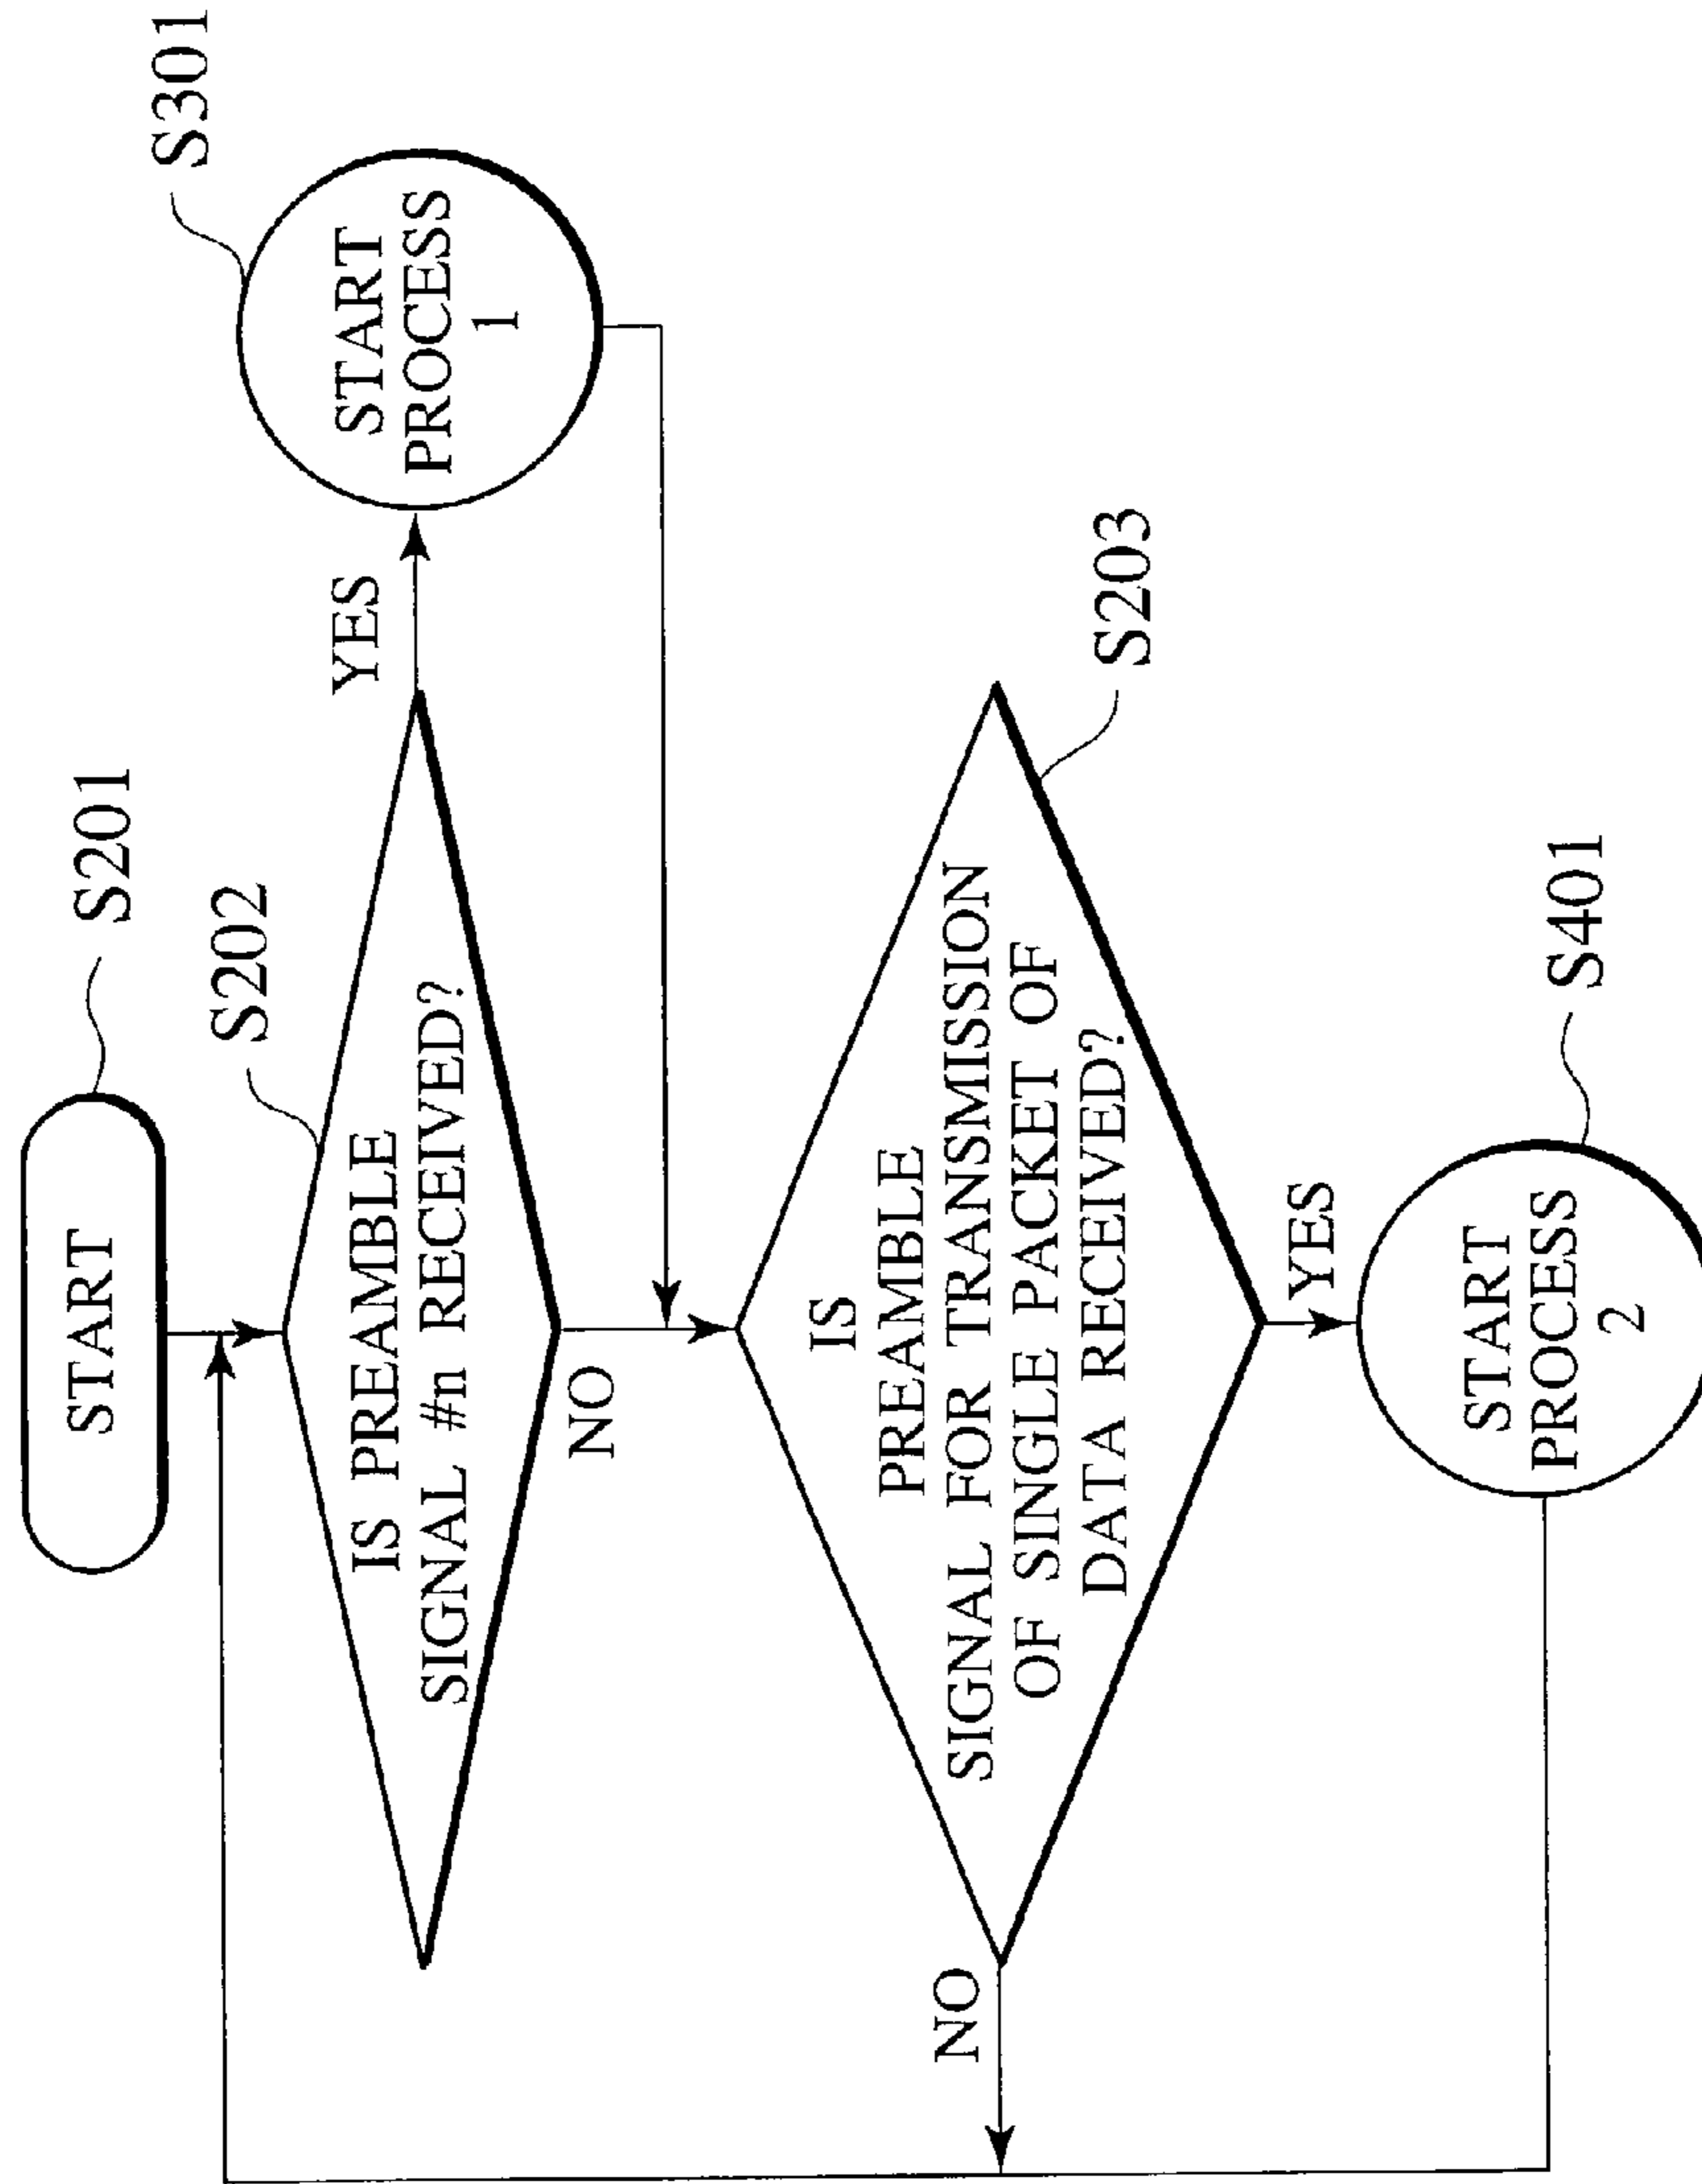 START
S201
IS PREAMBLE
SIGNAL #n RECEIVED?
S202
YES
START
PROCESS
1
S301
NO
IS
PREAMBLE
SIGNAL FOR TRANSMISSION
OF SINGLE PACKET OF
DATA RECEIVED?
S203
NO
YES
START
PROCESS
2
S401